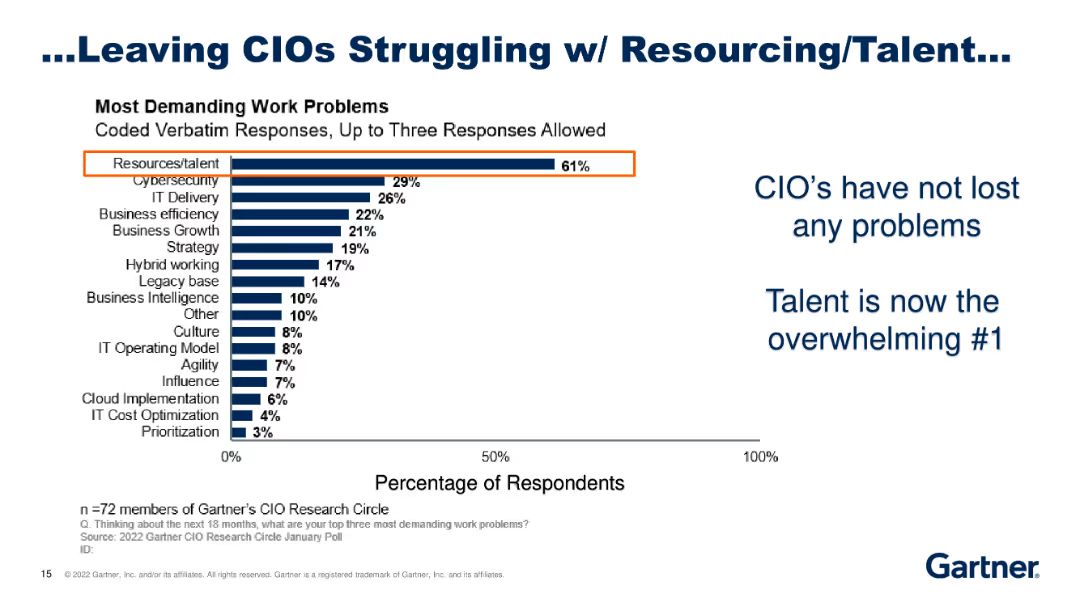 ...Leaving CIOs Struggling w/ Resourcing/Talent...
Most Demanding Work Problems
Coded Verbatim Responses, Up to Three Responses Allowed
Resources/talent 61%
Cybersecurity 29%
IT Delivery 26%
Business efficiency 22%
Business Growth 21%
Strategy 19%
Hybrid working 17%
Legacy base 14%
Business Intelligence 10%
Other 10%
Culture 8%
IT Operating Model 8%
Agility 7%
Influence 7%
Cloud Implementation 6%
IT Cost Optimization 4%
Prioritization 3%
0% 50% 100%
Percentage of Respondents
CIO's have not lost
any problems
Talent is now the
overwhelming #1
n =72 members of Gartner's CIO Research Circle
Q. Thinking about the next 18 months, what are your top three most demanding work problems?
Source: 2022 Gartner CIO Research Circle January Poll
ID:
15 © 2022 Gartner, Inc. and/or its affiliates. All rights reserved. Gartner is a registered trademark of Gartner, Inc. and its affiliates.
Gartner®